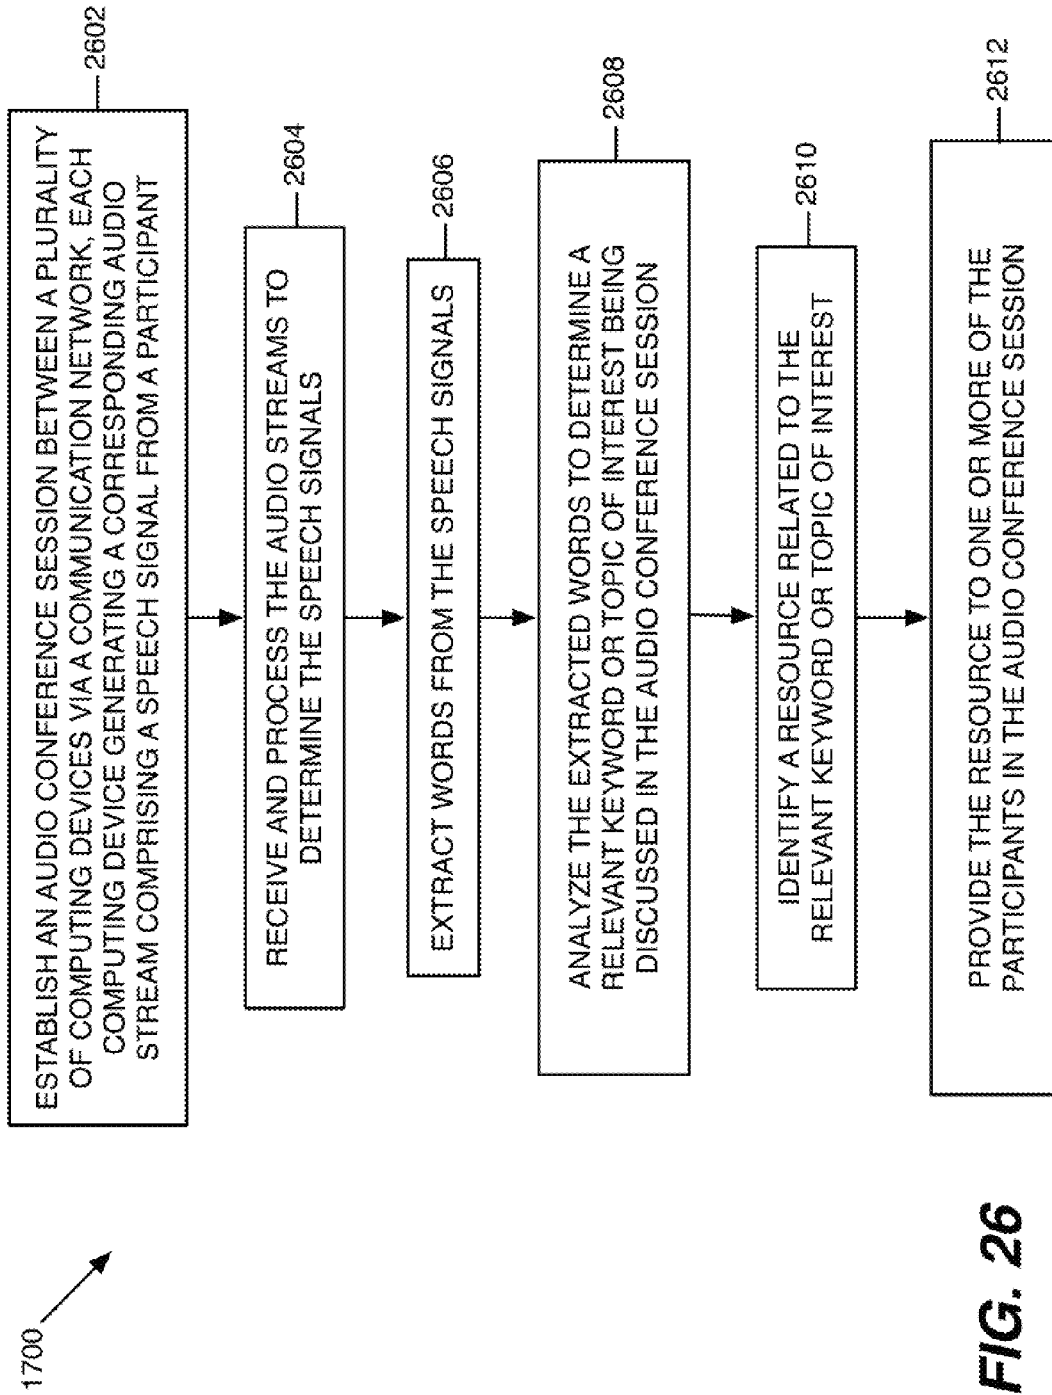 1700
ESTABLISH AN AUDIO CONFERENCE SESSION BETWEEN A PLURALITY
OF COMPUTING DEVICES VIA A COMMUNICATION NETWORK, EACH
COMPUTING DEVICE GENERATING A CORRESPONDING AUDIO
STREAM COMPRISING A SPEECH SIGNAL FROM A PARTICIPANT
2602
RECEIVE AND PROCESS THE AUDIO STREAMS TO
DETERMINE THE SPEECH SIGNALS
2604
EXTRACT WORDS FROM THE SPEECH SIGNALS
2606
ANALYZE THE EXTRACTED WORDS TO DETERMINE A
RELEVANT KEYWORD OR TOPIC OF INTEREST BEING
DISCUSSED IN THE AUDIO CONFERENCE SESSION
2608
IDENTIFY A RESOURCE RELATED TO THE
RELEVANT KEYWORD OR TOPIC OF INTEREST
2610
PROVIDE THE RESOURCE TO ONE OR MORE OF THE
PARTICIPANTS IN THE AUDIO CONFERENCE SESSION
2612
FIG. 26